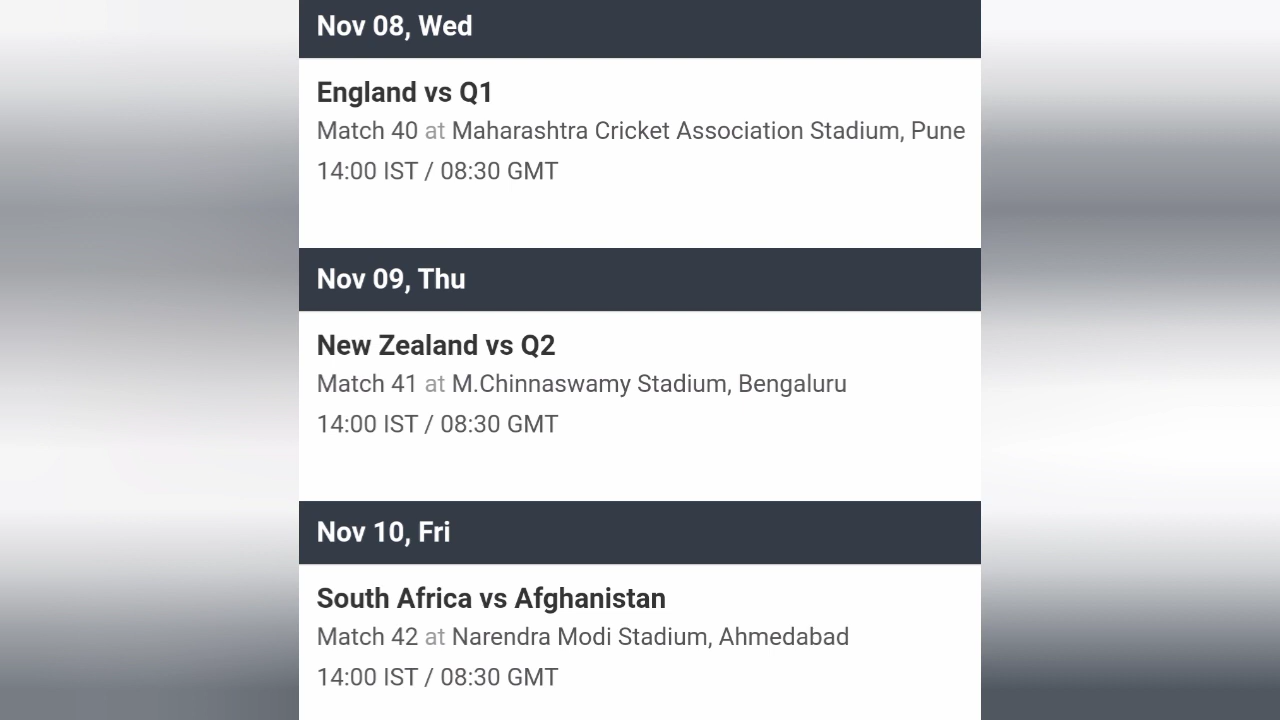 Nov 08, Wed
England vs Q1
Match 40 at Maharashtra Cricket Association Stadium, Pune
14:00 IST / 08:30 GMT
Nov 09, Thu
New Zealand vs Q2
Match 41 at M.Chinnaswamy Stadium, Bengaluru
14:00 IST / 08:30 GMT
Nov 10, Fri
South Africa vs Afghanistan
Match 42 at Narendra Modi Stadium, Ahmedabad
14:00 IST / 08:30 GMT